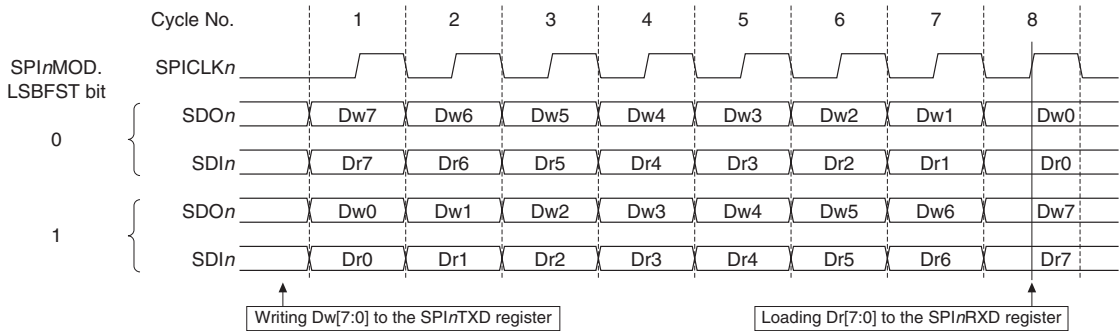 Cycle No. 1 2 3 4 5 6 7 8
SPInMOD. LSBFST bit
SPICLKn
0
SDOn Dw7 Dw6 Dw5 Dw4 Dw3 Dw2 Dw1 Dw0
SDIn Dr7 Dr6 Dr5 Dr4 Dr3 Dr2 Dr1 Dr0
1
SDOn Dw0 Dw1 Dw2 Dw3 Dw4 Dw5 Dw6 Dw7
SDIn Dr0 Dr1 Dr2 Dr3 Dr4 Dr5 Dr6 Dr7
Writing Dw[7:0] to the SPInTXD register
Loading Dr[7:0] to the SPInRXD register